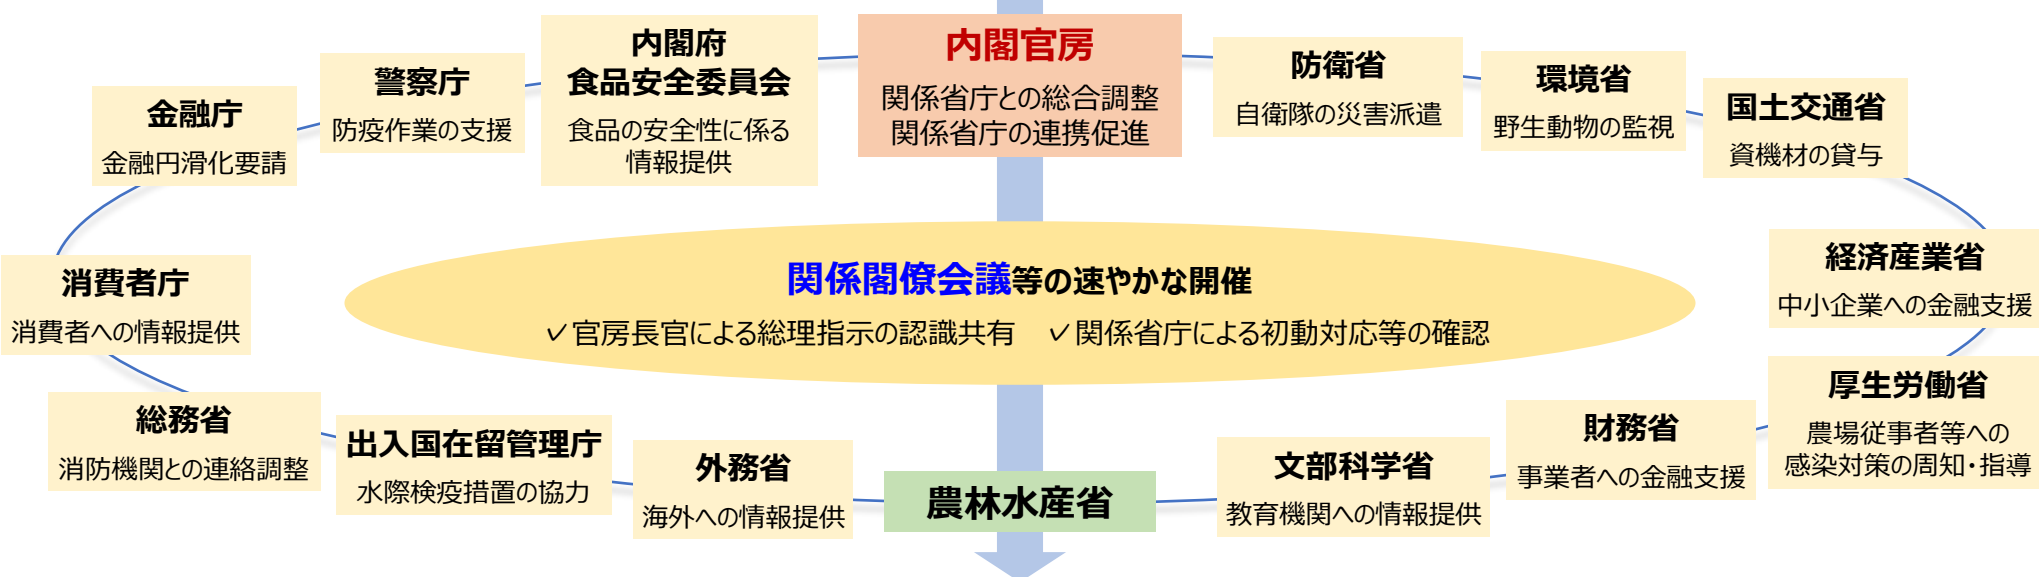 内閣官房
関係省庁との総合調整
関係省庁の連携促進
内閣府
食品安全委員会
食品の安全性に係る
情報提供
警察庁
防疫作業の支援
金融庁
金融円滑化要請
防衛省
自衛隊の災害派遣
環境省
野生動物の監視
国土交通省
資機材の貸与
関係閣僚会議等の速やかな開催
✓官房長官による総理指示の認識共有 ✓関係省庁による初動対応等の確認
経済産業省
中小企業への金融支援
消費者庁
消費者への情報提供
厚生労働省
農場従事者等への
感染対策の周知・指導
総務省
消防機関との連絡調整
出入国在留管理庁
水際検疫措置の協力
外務省
海外への情報提供
農林水産省
文部科学省
教育機関への情報提供
財務省
事業者への金融支援